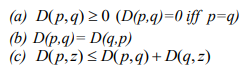 (a) D(p,q) ≥ 0 (D(p,q)=0 iff p=q)
(b) D(p,q)= D(q,p)
(c) D(p,z) ≤ D(p,q) + D(q,z)